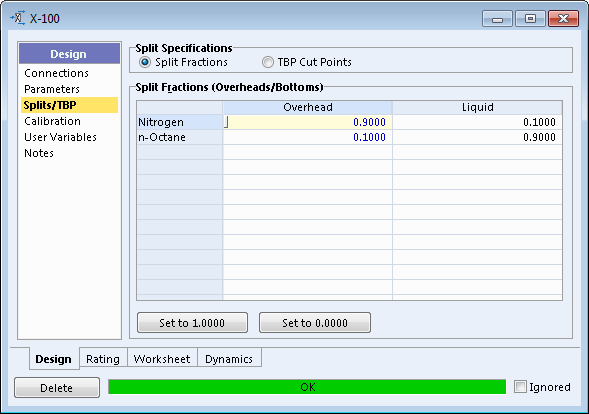 X-100
Design
Connections
Parameters
Splits/TBP
Calibration
User Variables
Notes
Split Specifications
Split Fractions TBP Cut Points
Split Fractions (Overheads/Bottoms)
Overhead Liquid
Nitrogen 0.9000 0.1000
n-Octane 0.1000 0.9000
Set to 1.0000 Set to 0.0000
Design Rating Worksheet Dynamics
Delete OK Ignored